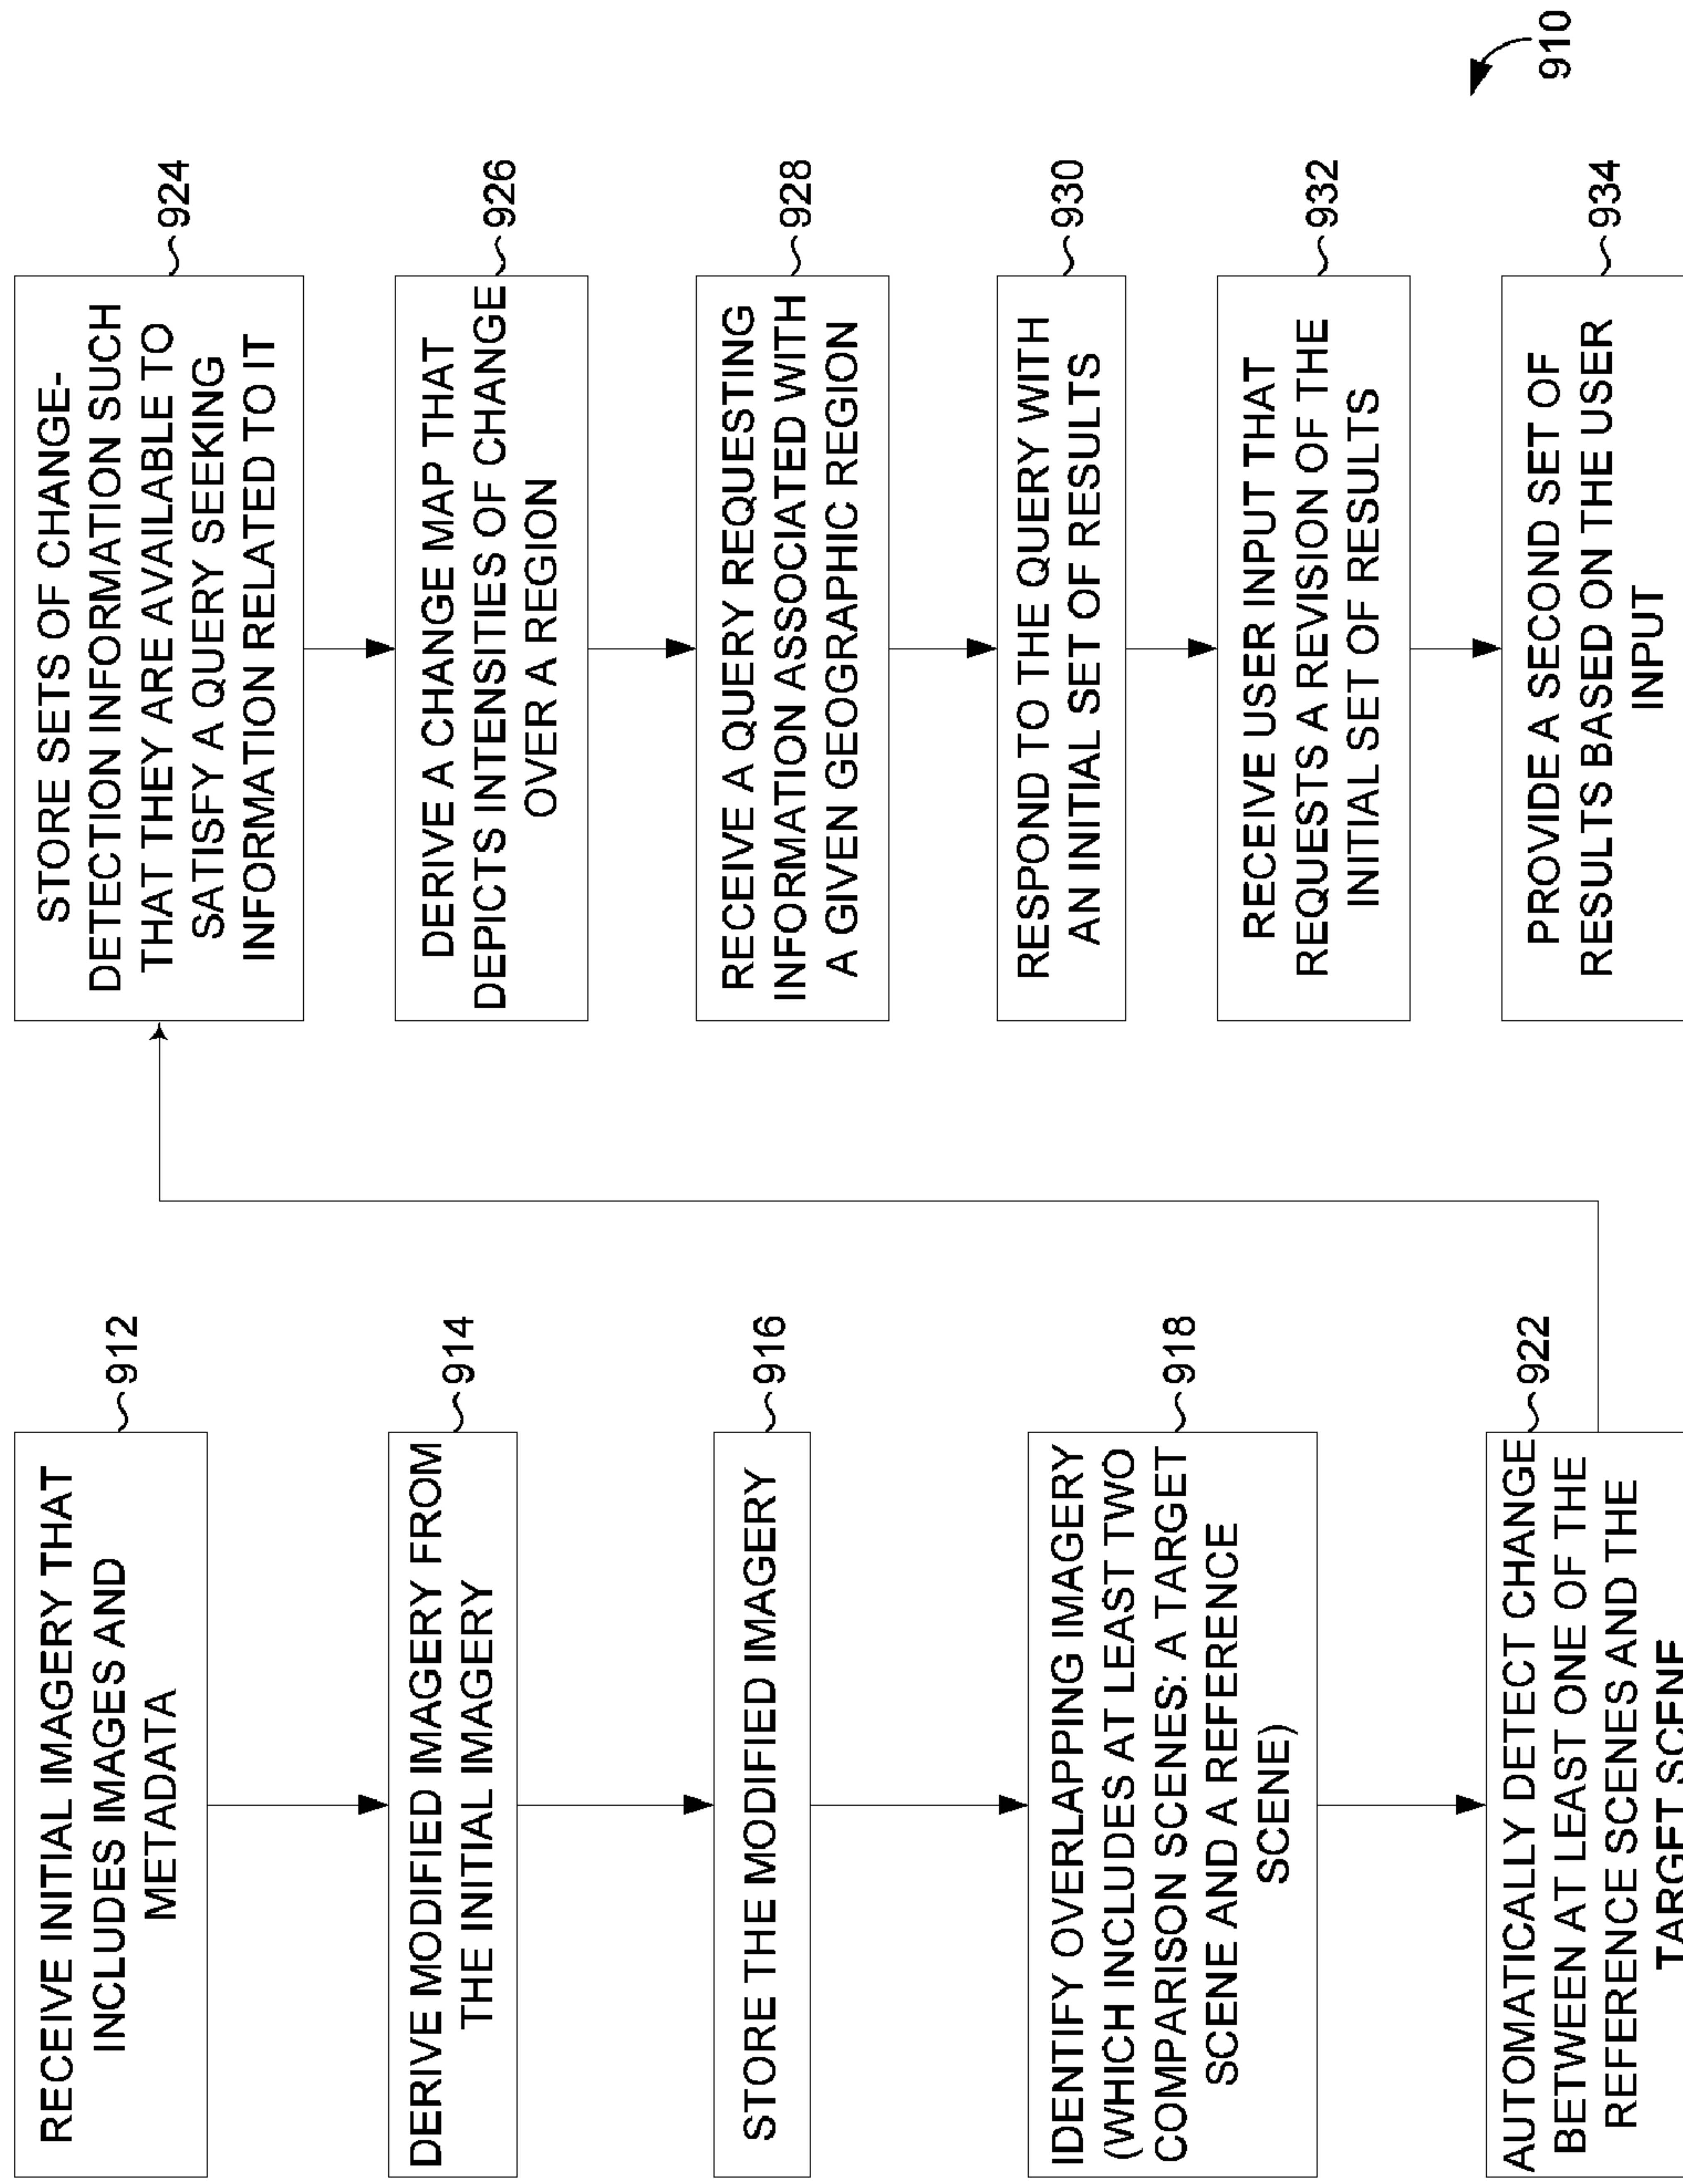 RECEIVE INITIAL IMAGERY THAT
INCLUDES IMAGES AND
METADATA
912
DERIVE MODIFIED IMAGERY FROM
THE INITIAL IMAGERY
914
STORE THE MODIFIED IMAGERY
916
IDENTIFY OVERLAPPING IMAGERY
(WHICH INCLUDES AT LEAST TWO
COMPARISON SCENES: A TARGET
SCENE AND A REFERENCE
SCENE)
918
AUTOMATICALLY DETECT CHANGE
BETWEEN AT LEAST ONE OF THE
REFERENCE SCENES AND THE
TARGET SCENE
922
STORE SETS OF CHANGE-
DETECTION INFORMATION SUCH
THAT THEY ARE AVAILABLE TO
SATISFY A QUERY SEEKING
INFORMATION RELATED TO IT
924
DERIVE A CHANGE MAP THAT
DEPICTS INTENSITIES OF CHANGE
OVER A REGION
926
RECEIVE A QUERY REQUESTING
INFORMATION ASSOCIATED WITH
A GIVEN GEOGRAPHIC REGION
928
RESPOND TO THE QUERY WITH
AN INITIAL SET OF RESULTS
930
RECEIVE USER INPUT THAT
REQUESTS A REVISION OF THE
INITIAL SET OF RESULTS
932
PROVIDE A SECOND SET OF
RESULTS BASED ON THE USER
INPUT
934
910